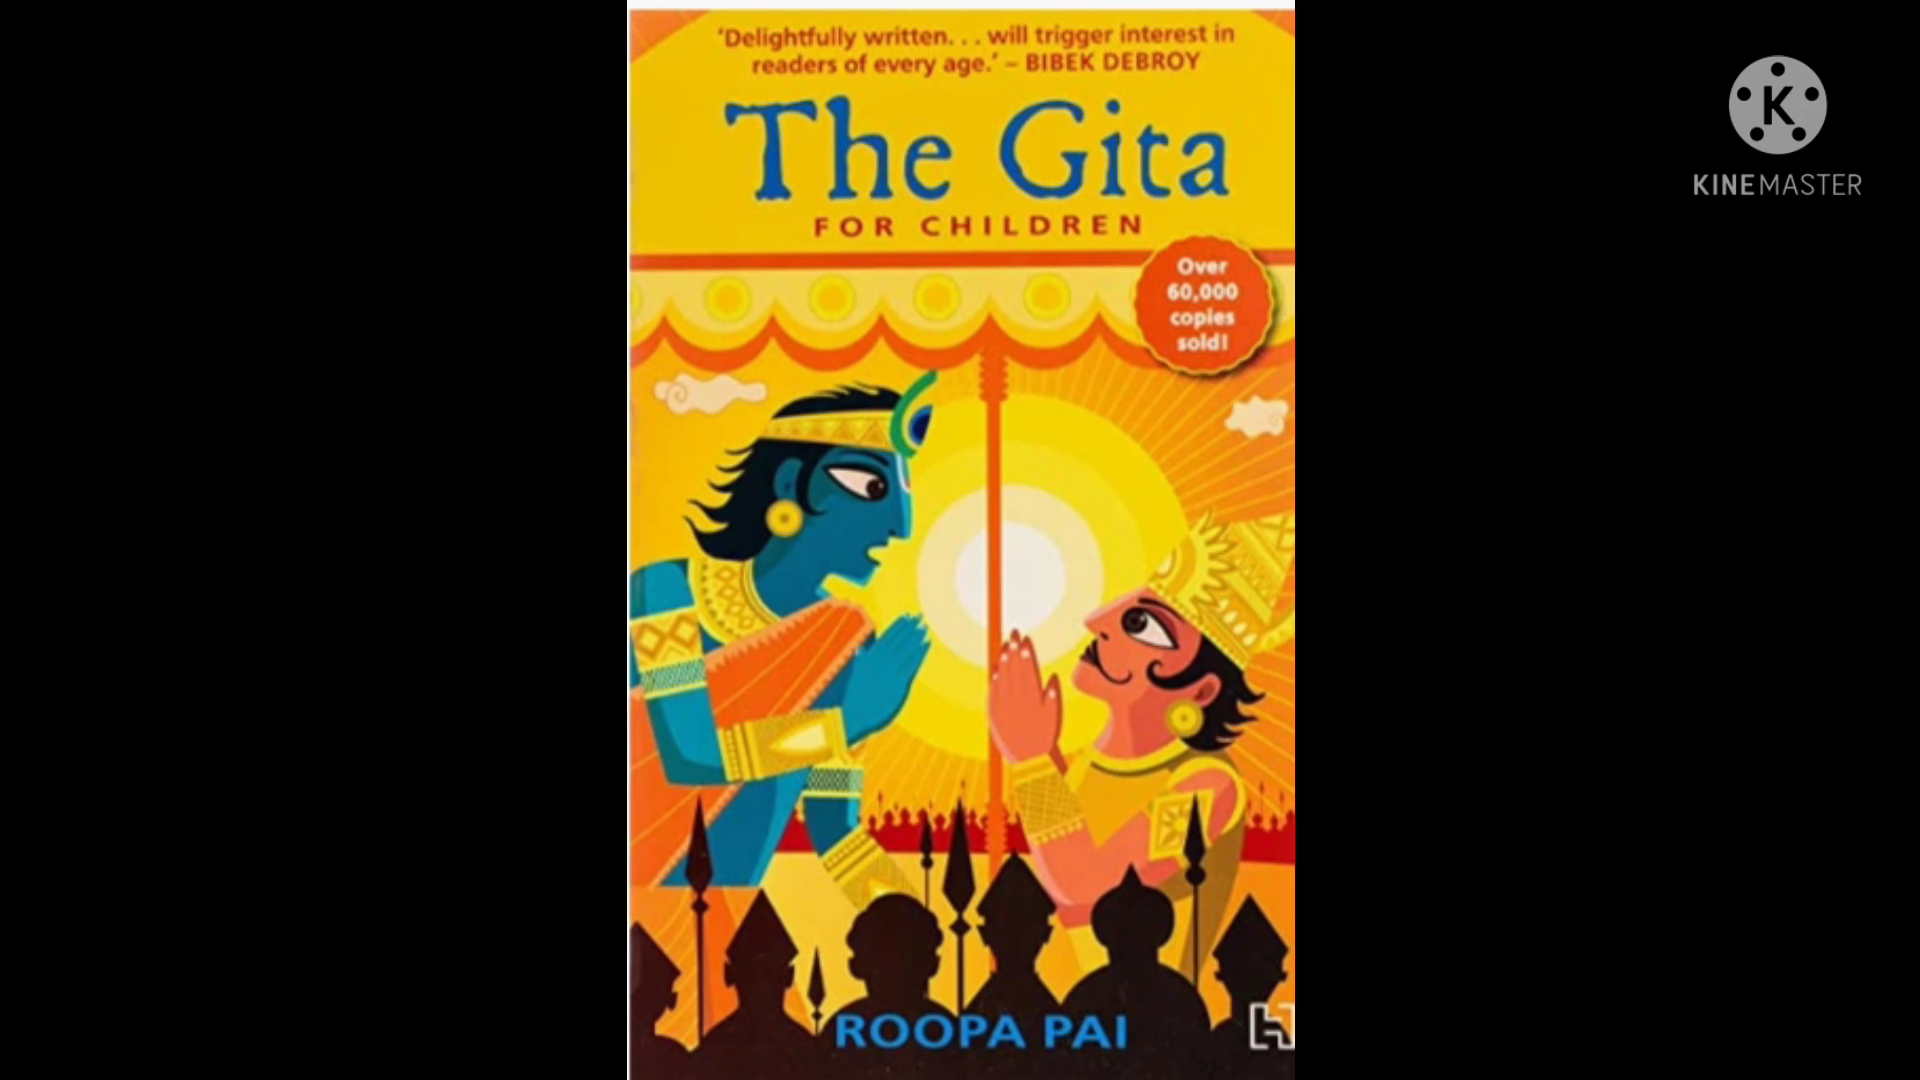 ‘Delightfully written. . . will trigger interest in
readers of every age.’ – BIBEK DEBROY
The Gita
FOR CHILDREN
Over
60,000
copies
sold!
ROOPA PAI
K
KINEMASTER